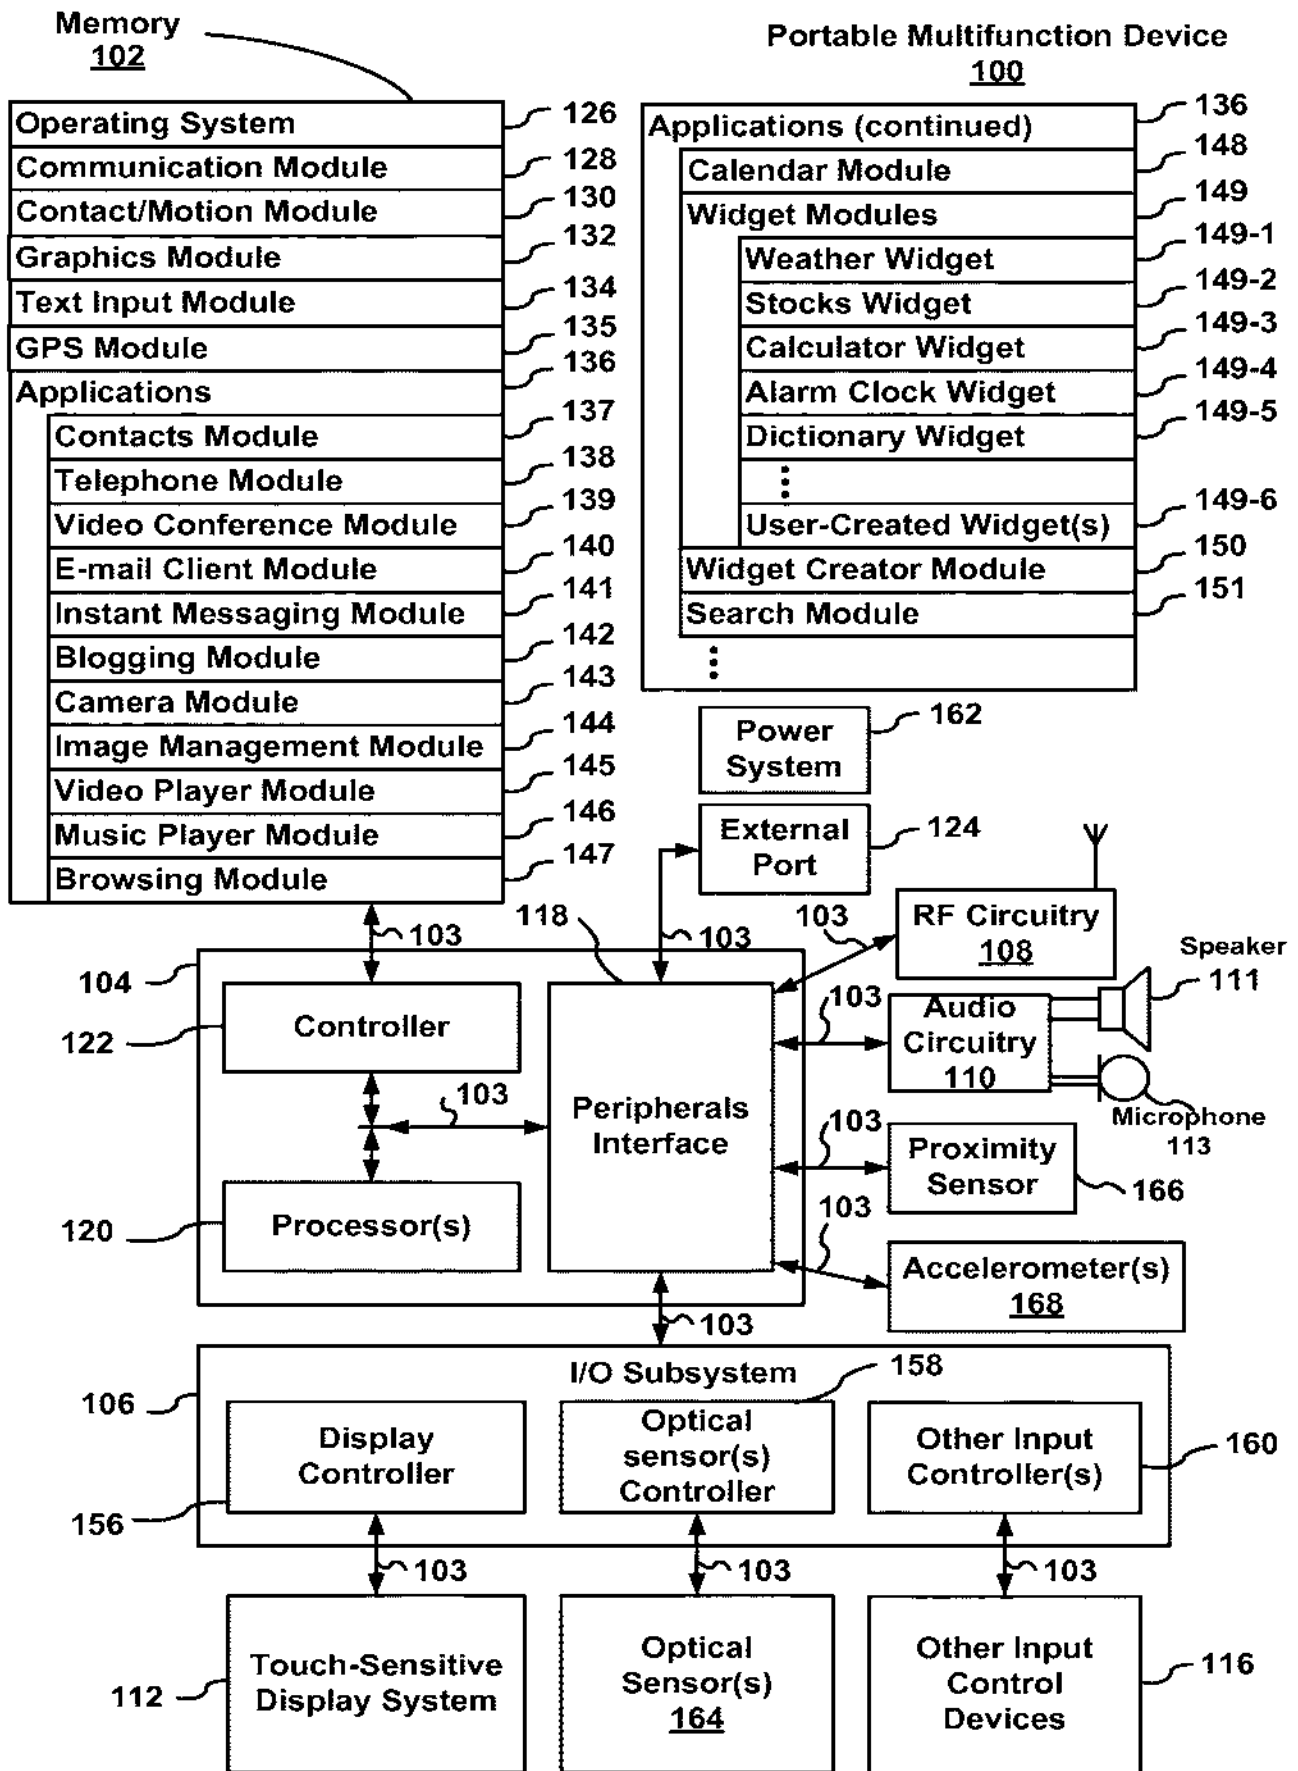 Memory
102
Portable Multifunction Device
100
Operating System
126
Communication Module
128
Contact/Motion Module
130
Graphics Module
132
Text Input Module
134
GPS Module
135
Applications
136
Contacts Module
137
Telephone Module
138
Video Conference Module
139
E-mail Client Module
140
Instant Messaging Module
141
Blogging Module
142
Camera Module
143
Image Management Module
144
Video Player Module
145
Music Player Module
146
Browsing Module
147
Applications (continued)
136
Calendar Module
148
Widget Modules
149
Weather Widget
149-1
Stocks Widget
149-2
Calculator Widget
149-3
Alarm Clock Widget
149-4
Dictionary Widget
149-5
User-Created Widget(s)
149-6
Widget Creator Module
150
Search Module
151
Power
System
162
External
Port
124
103
118
103
103
RF Circuitry
108
Speaker
111
104
Controller
122
103
Audio
Circuitry
110
Microphone
113
103
Peripherals
Interface
103
Proximity
Sensor
166
Processor(s)
120
103
Accelerometer(s)
168
103
I/O Subsystem
106
158
Display
Controller
156
Optical
sensor(s)
Controller
Other Input
Controller(s)
160
103
103
103
Touch-Sensitive
Display System
112
Optical
Sensor(s)
164
Other Input
Control
Devices
116